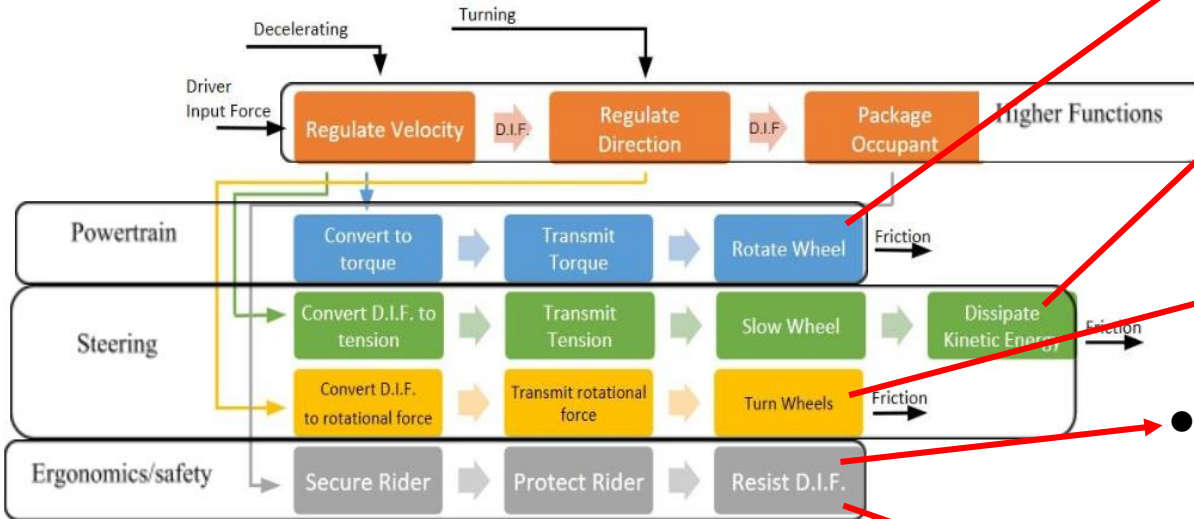 Decelerating
Turning
Driver
Input Force
Regulate Velocity
D.I.F.
Regulate
Direction
D.I.F
Package
Occupant
Higher Functions
Powertrain
Convert to
torque
Transmit
Torque
Rotate Wheel
Friction
Steering
Convert D.I.F. to
tension
Transmit
Tension
Slow Wheel
Dissipate
Kinetic Energy
Friction
Convert D.I.F.
to rotational force
Transmit rotational
force
Turn Wheels
Friction
Ergonomics/safety
Secure Rider
Protect Rider
Resist D.I.F.